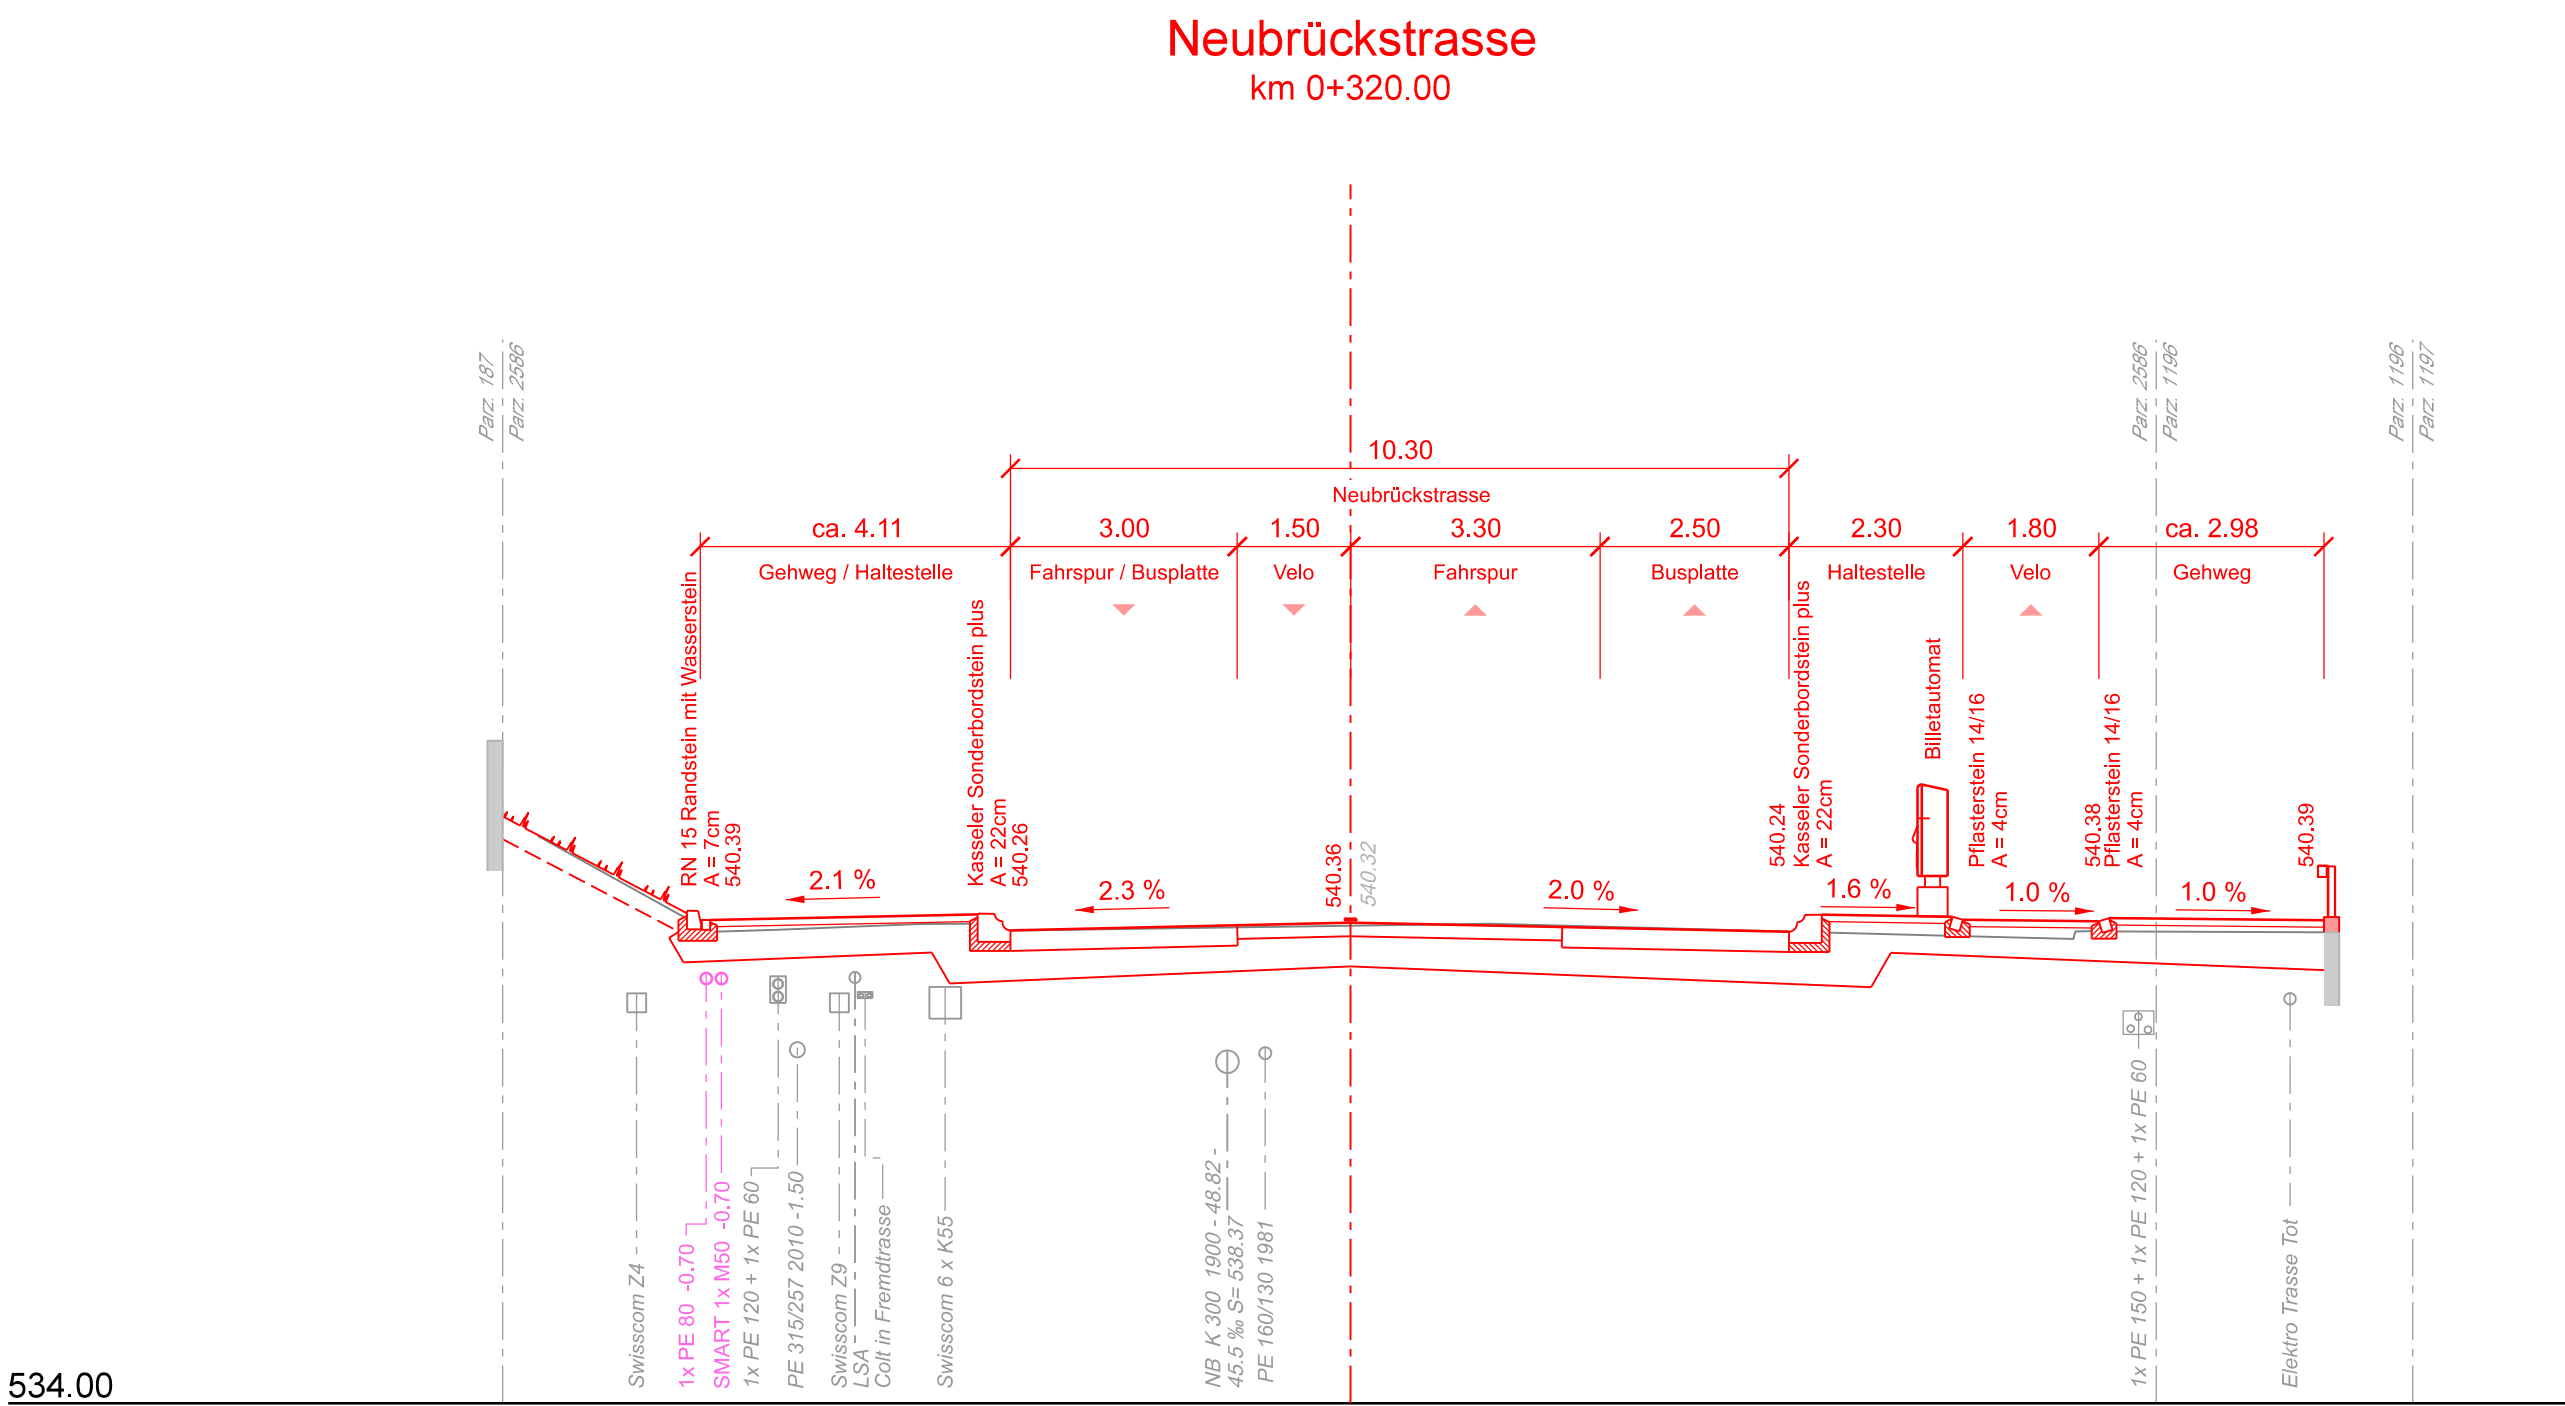 Neubrückstrasse
km 0+320.00
Parz. 187
Parz. 2586
Parz. 2586
Parz. 1196
Parz. 1196
Parz. 1197
10.30
Neubrückstrasse
ca. 4.11
3.00
1.50
3.30
2.50
2.30
1.80
ca. 2.98
Gehweg / Haltestelle
Fahrspur / Busplatte
Velo
Fahrspur
Busplatte
Haltestelle
Velo
Gehweg
RN 15 Randstein mit Wasserstein
A = 7cm
540.39
Kasseler Sonderbordstein plus
A = 22cm
540.26
540.36
540.32
540.24
Kasseler Sonderbordstein plus
A = 22cm
Billetautomat
Pflasterstein 14/16
A = 4cm
540.38
Pflasterstein 14/16
A = 4cm
540.39
2.1 %
2.3 %
2.0 %
1.6 %
1.0 %
1.0 %
Swisscom Z4
1x PE 80 -0.70
SMART 1x M50 -0.70
1x PE 120 + 1x PE 60
PE 315/257 2010 -1.50
Swisscom Z9
LSA
Colt in Fremdtrasse
Swisscom 6 x K55
NB K 300 1900 - 48.82 -
45.5 ‰ S= 538.37
PE 160/130 1981
1x PE 150 + 1x PE 120 + 1x PE 60
Elektro Trasse Tot
534.00